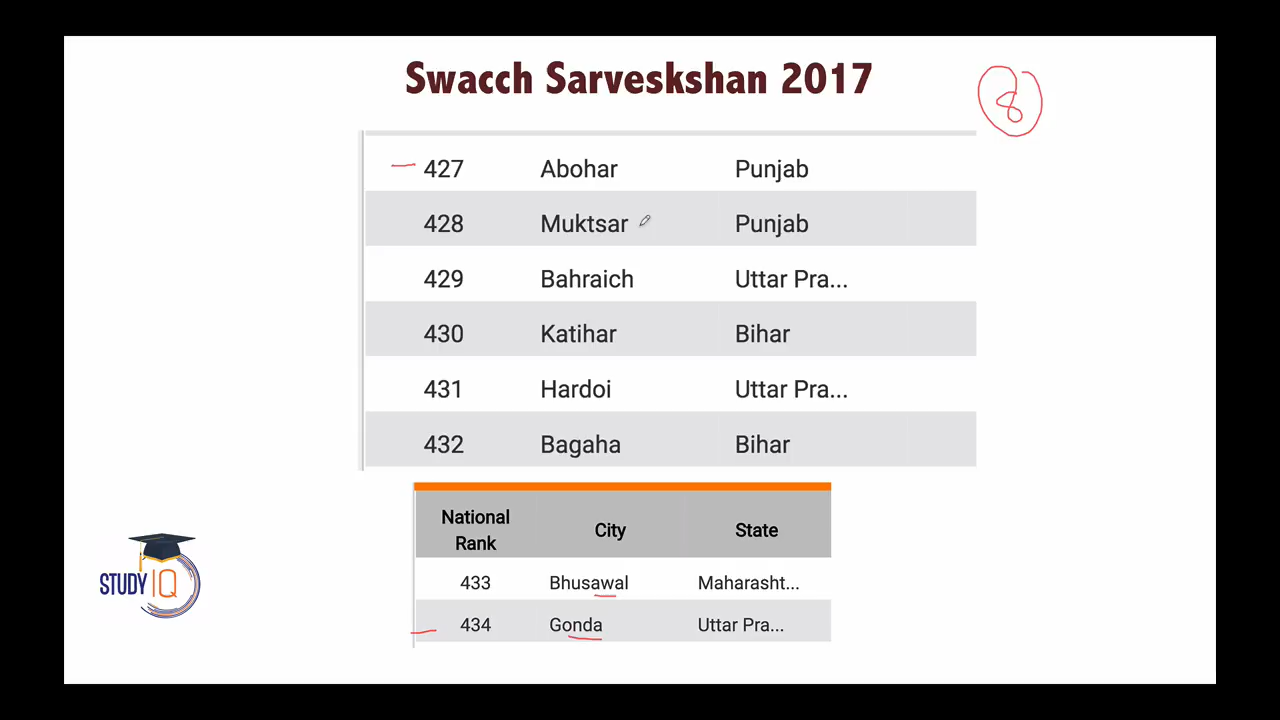 Swacch Sarveskshan 2017
8
427 Abohar Punjab
428 Muktsar Punjab
429 Bahraich Uttar Pra...
430 Katihar Bihar
431 Hardoi Uttar Pra...
432 Bagaha Bihar
National Rank City State
433 Bhusawal Maharasht...
434 Gonda Uttar Pra...
STUDY IQ